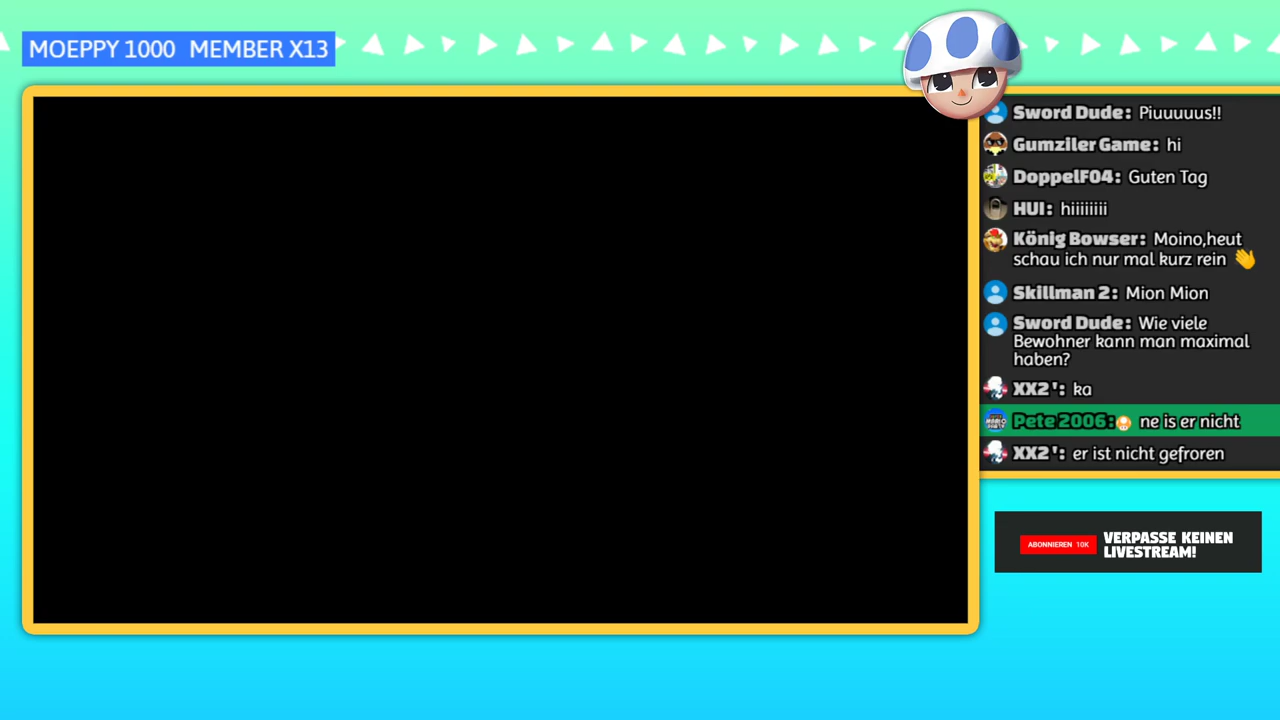 MOEPPY 1000 MEMBER X13
Sword Dude: Piuuuuus!!
Gumziler Game: hi
DoppelF04: Guten Tag
HUI: hiiiiiiii
König Bowser: Moino,heut
schau ich nur mal kurz rein 👋
Skillman 2: Mion Mion
Sword Dude: Wie viele
Bewohner kann man maximal
haben?
XX2': ka
Pete 2006: ne is er nicht
XX2': er ist nicht gefroren
ABONNIEREN 10K
VERPASSE KEINEN
LIVESTREAM!